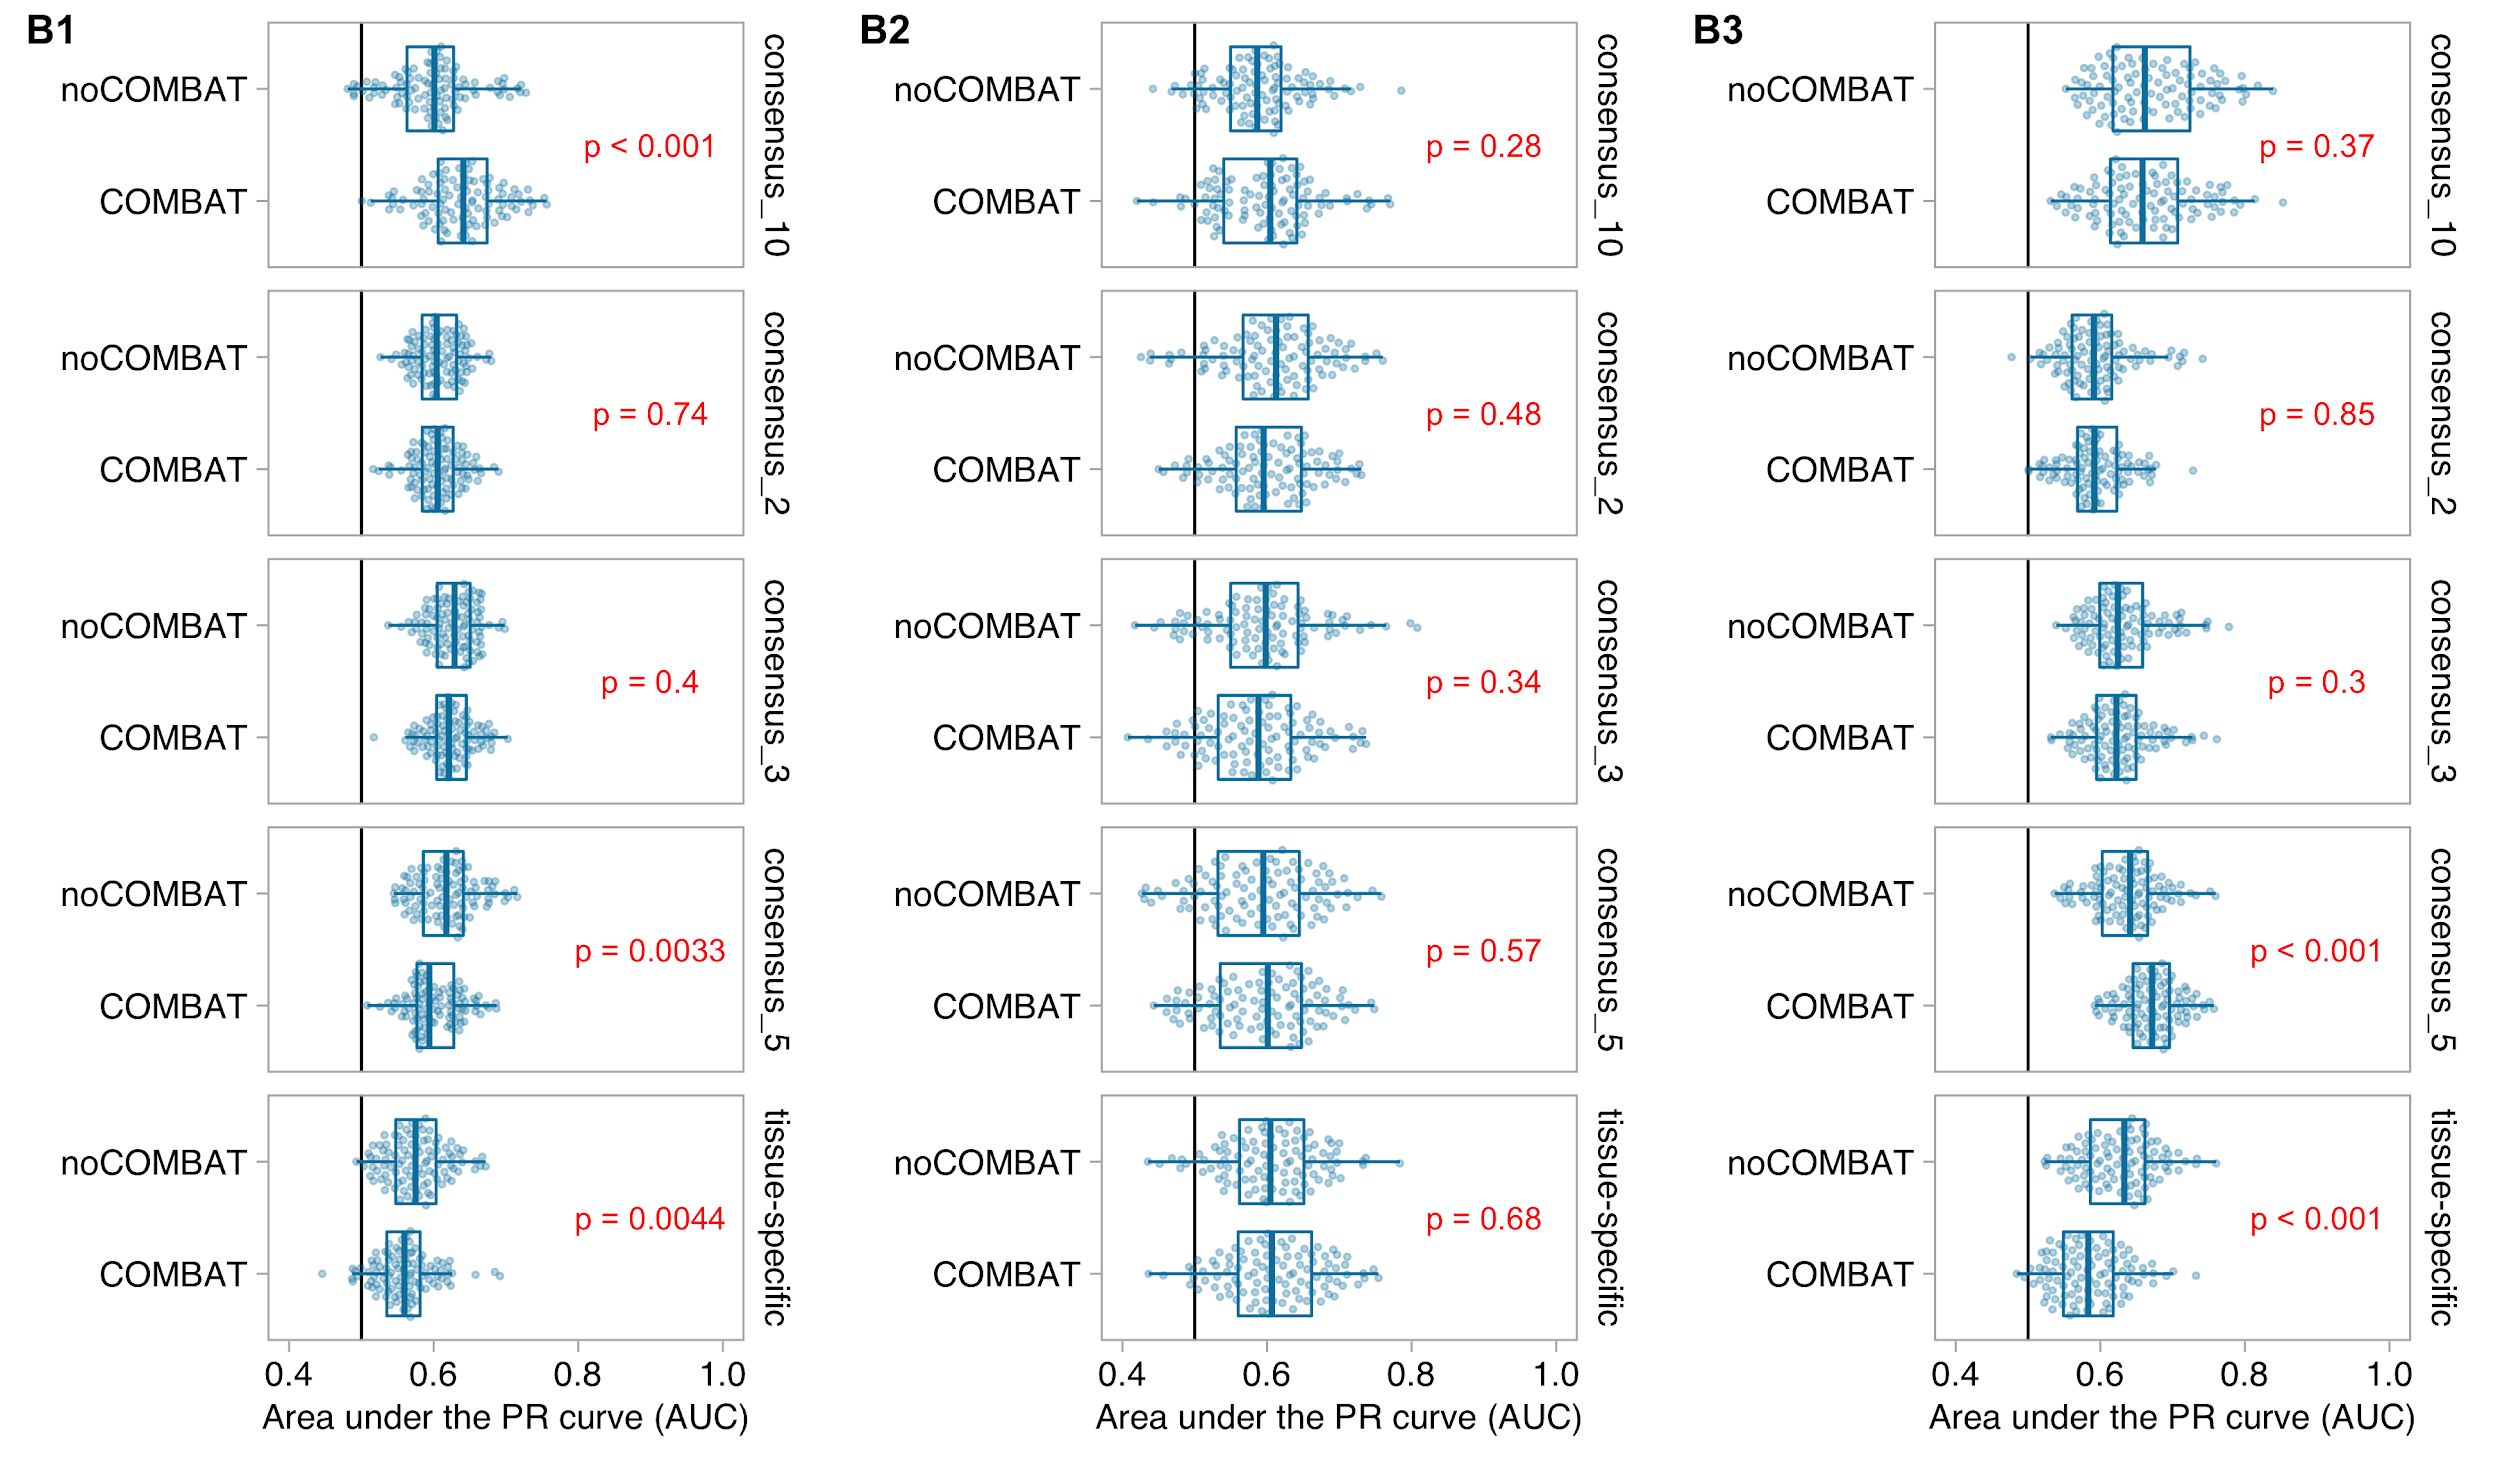 B1
noCOMBAT
COMBAT
p < 0.001
consensus_10
noCOMBAT
COMBAT
p = 0.74
consensus_2
noCOMBAT
COMBAT
p = 0.4
consensus_3
noCOMBAT
COMBAT
p = 0.0033
consensus_5
noCOMBAT
COMBAT
p = 0.0044
tissue-specific
0.4 0.6 0.8 1.0
Area under the PR curve (AUC)
B2
noCOMBAT
COMBAT
p = 0.28
consensus_10
noCOMBAT
COMBAT
p = 0.48
consensus_2
noCOMBAT
COMBAT
p = 0.34
consensus_3
noCOMBAT
COMBAT
p = 0.57
consensus_5
noCOMBAT
COMBAT
p = 0.68
tissue-specific
0.4 0.6 0.8 1.0
Area under the PR curve (AUC)
B3
noCOMBAT
COMBAT
p = 0.37
consensus_10
noCOMBAT
COMBAT
p = 0.85
consensus_2
noCOMBAT
COMBAT
p = 0.3
consensus_3
noCOMBAT
COMBAT
p < 0.001
consensus_5
noCOMBAT
COMBAT
p < 0.001
tissue-specific
0.4 0.6 0.8 1.0
Area under the PR curve (AUC)